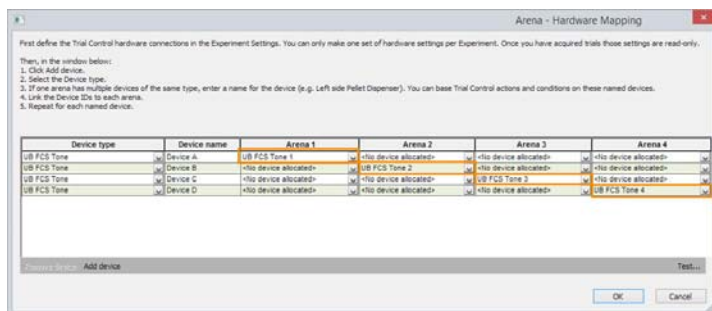 Arena - Hardware Mapping
First define the Trial Control hardware connections in the Experiment Settings. You can only make one set of hardware settings per Experiment. Once you have acquired trials those settings are read-only.
Then, in the window below:
1. Click Add device.
2. Select the Device type.
3. If one arena has multiple devices of the same type, enter a name for the device (e.g. Left side Pellet Dispenser). You can base Trial Control actions and conditions on these named devices.
4. Link the Device IDs to each arena.
5. Repeat for each named device.
Device type Device name Arena 1 Arena 2 Arena 3 Arena 4
UB FCS Tone Device A UB FCS Tone 1 <No device allocated> <No device allocated> <No device allocated>
UB FCS Tone Device B <No device allocated> UB FCS Tone 2 <No device allocated> <No device allocated>
UB FCS Tone Device C <No device allocated> <No device allocated> UB FCS Tone 3 <No device allocated>
UB FCS Tone Device D <No device allocated> <No device allocated> <No device allocated> UB FCS Tone 4
Remove device Add device Test...
OK Cancel